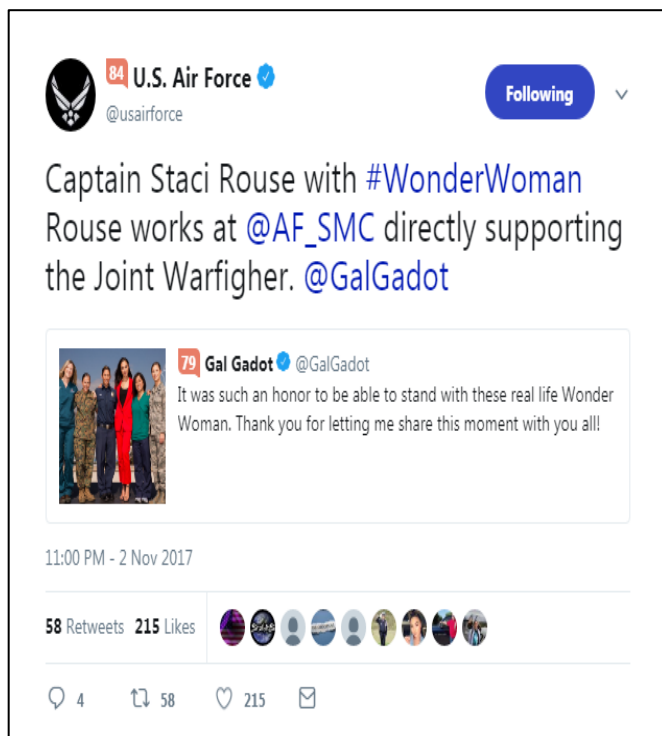 84 U.S. Air Force
Following
@usairforce
Captain Staci Rouse with #WonderWoman
Rouse works at @AF_SMC directly supporting
the Joint Warfigher. @GalGadot
79 Gal Gadot @GalGadot
It was such an honor to be able to stand with these real life Wonder
Woman. Thank you for letting me share this moment with you all!
11:00 PM - 2 Nov 2017
58 Retweets 215 Likes
4 58 215